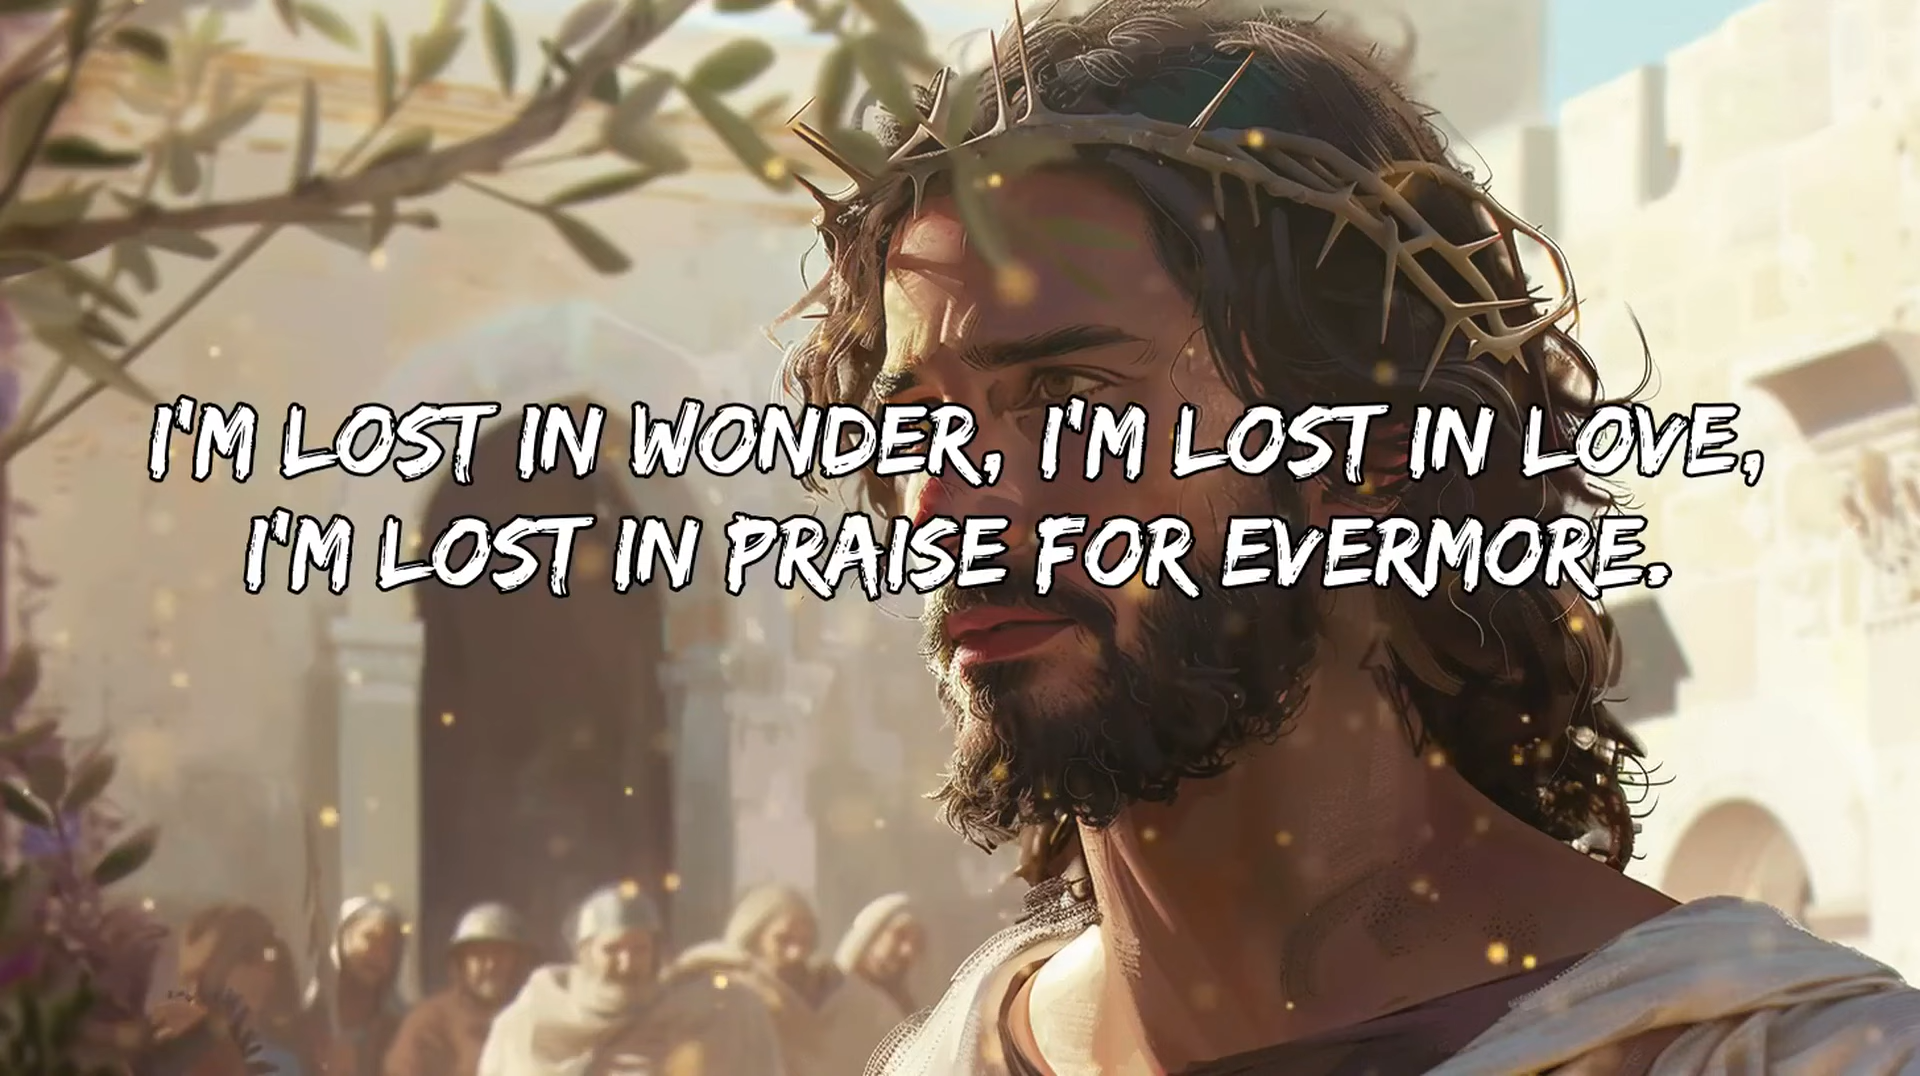 I'M LOST IN WONDER, I'M LOST IN LOVE,
I'M LOST IN PRAISE FOR EVERMORE.